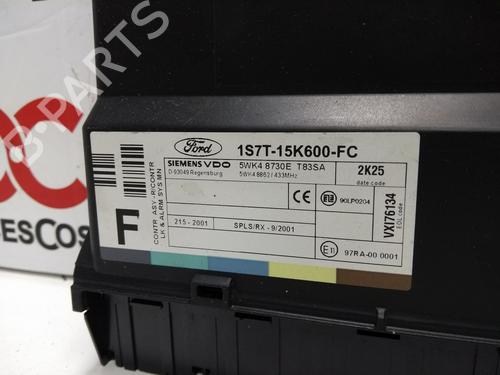 B-PARTS
ESCOS
Ford
1S7T-15K600-FC
SIEMENS VDO
5WK4 8730E T83SA
D-93049 Regensburg
5WK4 8862 / 433MHz
2K25
date code
F
CONTR ASY-R/CONTR
LK & ALRM SYS MN
CE
90LP0204
215 - 2001
SPLS/RX - 9/2001
E11
97RA-00 0001
VXI76134
EOL code